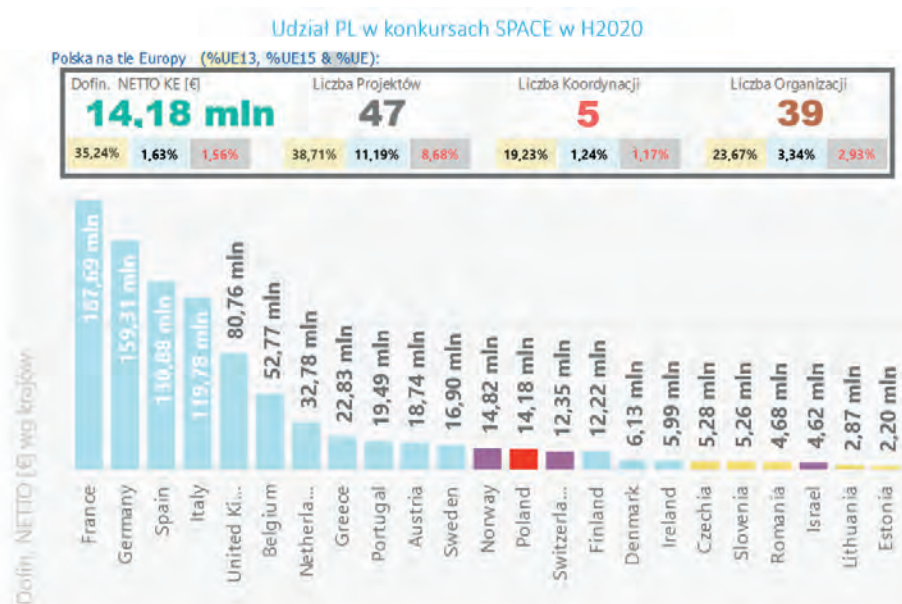 Udział PL w konkursach SPACE w H2020
Polska na tle Europy (%UE13, %UE15 & %UE):
Dofin. NETTO KE [€] Liczba Projektów Liczba Koordynacji Liczba Organizacji
14,18 mln 47 5 39
35,24% 1,63% 1,56% 38,71% 11,19% 8,68% 19,23% 1,24% 1,17% 23,67% 3,34% 2,93%
Dofin. NETTO [€] wg krajów
187,69 mln
159,31 mln
130,88 mln
119,78 mln
80,76 mln
52,77 mln
32,78 mln
22,83 mln
19,49 mln
18,74 mln
16,90 mln
14,82 mln
14,18 mln
12,35 mln
12,22 mln
6,13 mln
5,99 mln
5,28 mln
5,26 mln
4,68 mln
4,62 mln
2,87 mln
2,20 mln
France
Germany
Spain
Italy
United Ki...
Belgium
Netherla...
Greece
Portugal
Austria
Sweden
Norway
Poland
Switzerla...
Finland
Denmark
Ireland
Czechia
Slovenia
Romania
Israel
Lithuania
Estonia